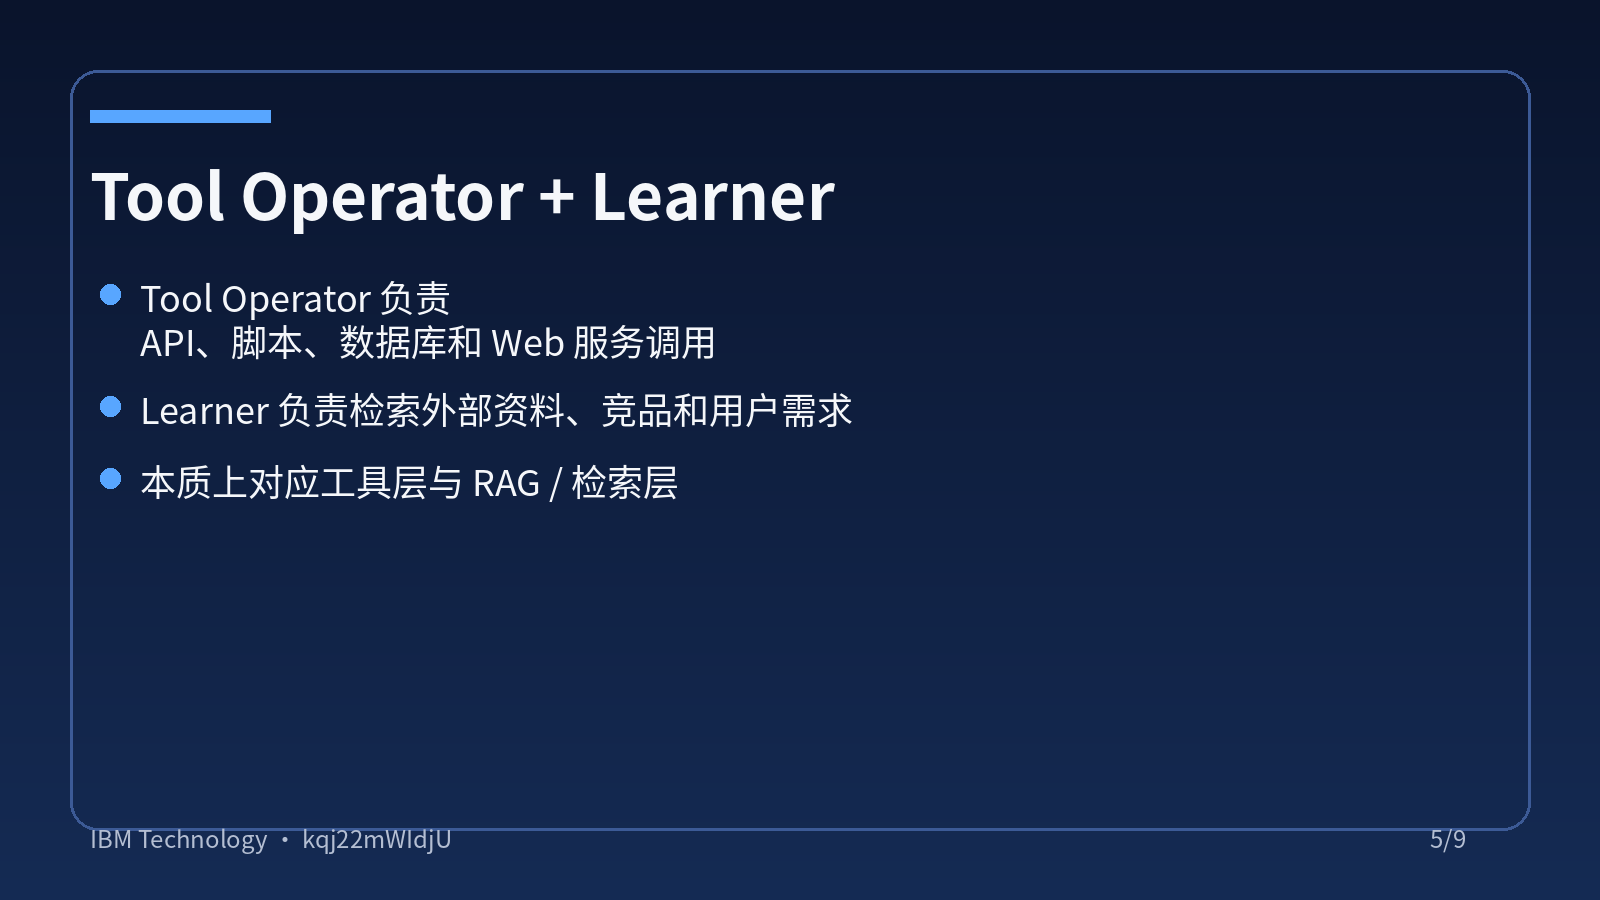 Tool Operator + Learner
Tool Operator 负责
API、脚本、数据库和 Web 服务调用
Learner 负责检索外部资料、竞品和用户需求
本质上对应工具层与 RAG / 检索层
IBM Technology · kqj22mWIdjU
5/9